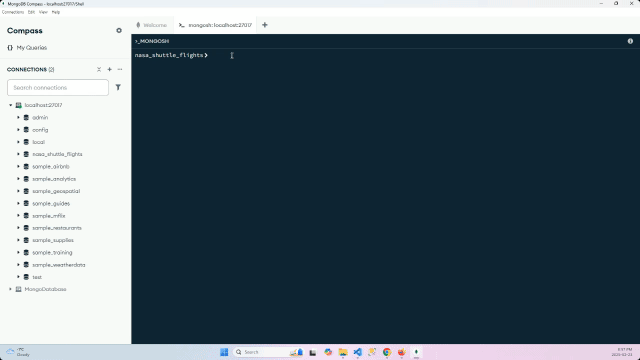 MongoDB Compass - localhost:27017/Shell
Connections Edit View Help
Compass
{} My Queries
CONNECTIONS (2)
Search connections
localhost:27017
admin
config
local
nasa_shuttle_flights
sample_airbnb
sample_analytics
sample_geospatial
sample_guides
sample_mflix
sample_restaurants
sample_supplies
sample_training
sample_weatherdata
test
MongoDatabase
Welcome
mongosh: localhost:27017
>_MONGOSH
nasa_shuttle_flights>
-1°C
Cloudy
Search